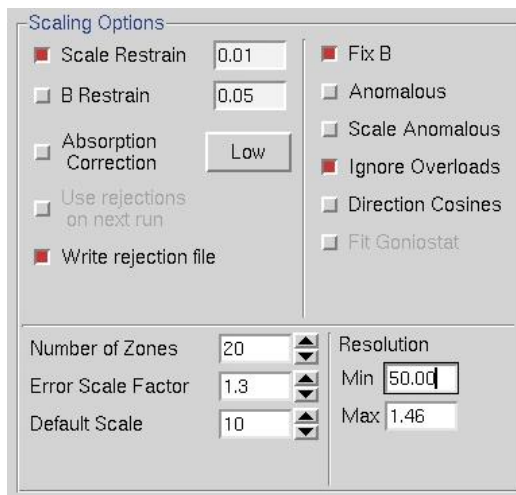 Scaling Options
Scale Restrain 0.01
B Restrain 0.05
Absorption
Correction Low
Use rejections
on next run
Write rejection file
Fix B
Anomalous
Scale Anomalous
Ignore Overloads
Direction Cosines
Fit Goniostat
Number of Zones 20
Error Scale Factor 1.3
Default Scale 10
Resolution
Min 50.00
Max 1.46